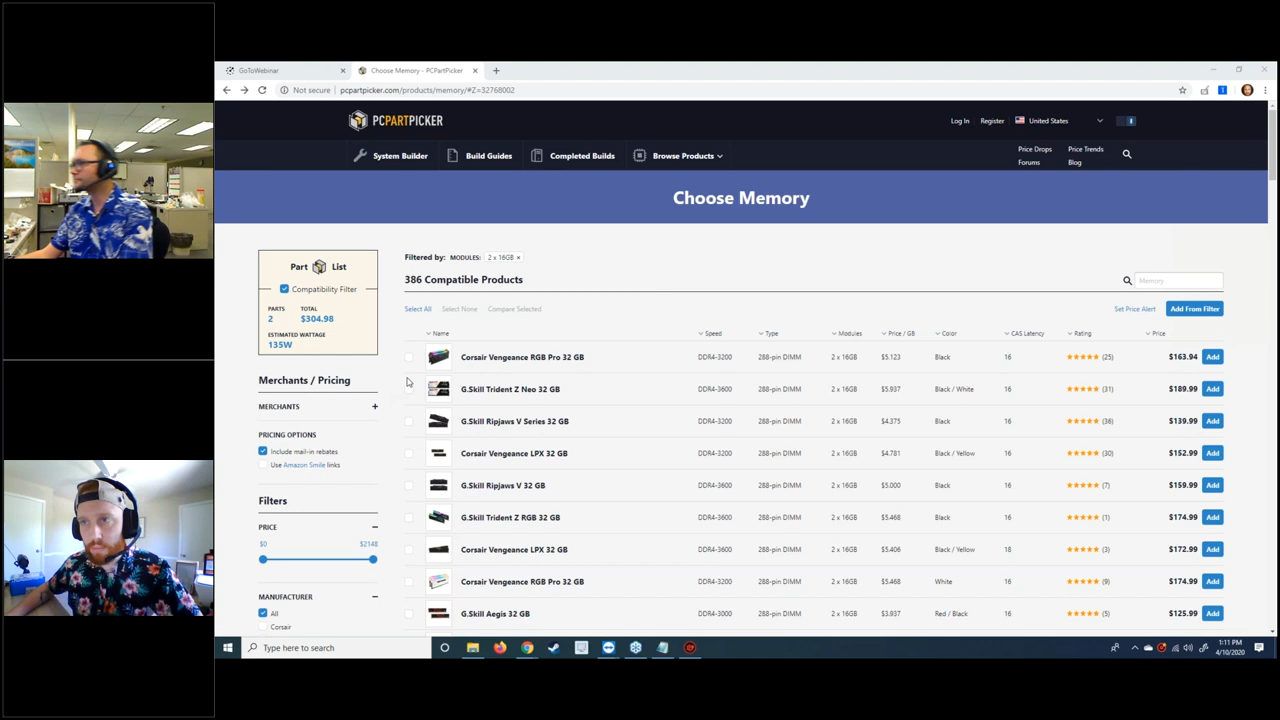 GoToWebinar
Choose Memory - PCPartPicker
Not secure pcpartpicker.com/products/memory/#Z=32768002
PCPARTPICKER
Log In Register United States
System Builder Build Guides Completed Builds Browse Products
Price Drops Price Trends
Forums Blog
Choose Memory
Part List
Compatibility Filter
PARTS TOTAL
2 $304.98
ESTIMATED WATTAGE
135W
Merchants / Pricing
MERCHANTS +
PRICING OPTIONS
Include mail-in rebates
Use Amazon Smile links
Filters
PRICE
$0 $2148
MANUFACTURER
All
Corsair
Filtered by: MODULES: 2 x 16GB ×
386 Compatible Products
Memory
Select All Select None Compare Selected Set Price Alert Add From Filter
Name Speed Type Modules Price / GB Color CAS Latency Rating Price
Corsair Vengeance RGB Pro 32 GB DDR4-3200 288-pin DIMM 2 x 16GB $5.123 Black 16 (25) $163.94 Add
G.Skill Trident Z Neo 32 GB DDR4-3600 288-pin DIMM 2 x 16GB $5.937 Black / White 16 (31) $189.99 Add
G.Skill Ripjaws V Series 32 GB DDR4-3200 288-pin DIMM 2 x 16GB $4.375 Black 16 (36) $139.99 Add
Corsair Vengeance LPX 32 GB DDR4-3200 288-pin DIMM 2 x 16GB $4.781 Black / Yellow 16 (30) $152.99 Add
G.Skill Ripjaws V 32 GB DDR4-3600 288-pin DIMM 2 x 16GB $5.000 Black 16 (7) $159.99 Add
G.Skill Trident Z RGB 32 GB DDR4-3200 288-pin DIMM 2 x 16GB $5.468 Black 16 (1) $174.99 Add
Corsair Vengeance LPX 32 GB DDR4-3600 288-pin DIMM 2 x 16GB $5.406 Black / Yellow 18 (3) $172.99 Add
Corsair Vengeance RGB Pro 32 GB DDR4-3200 288-pin DIMM 2 x 16GB $5.468 White 16 (9) $174.99 Add
G.Skill Aegis 32 GB DDR4-3000 288-pin DIMM 2 x 16GB $3.937 Red / Black 16 (5) $125.99 Add
Type here to search
1:11 PM
4/10/2020